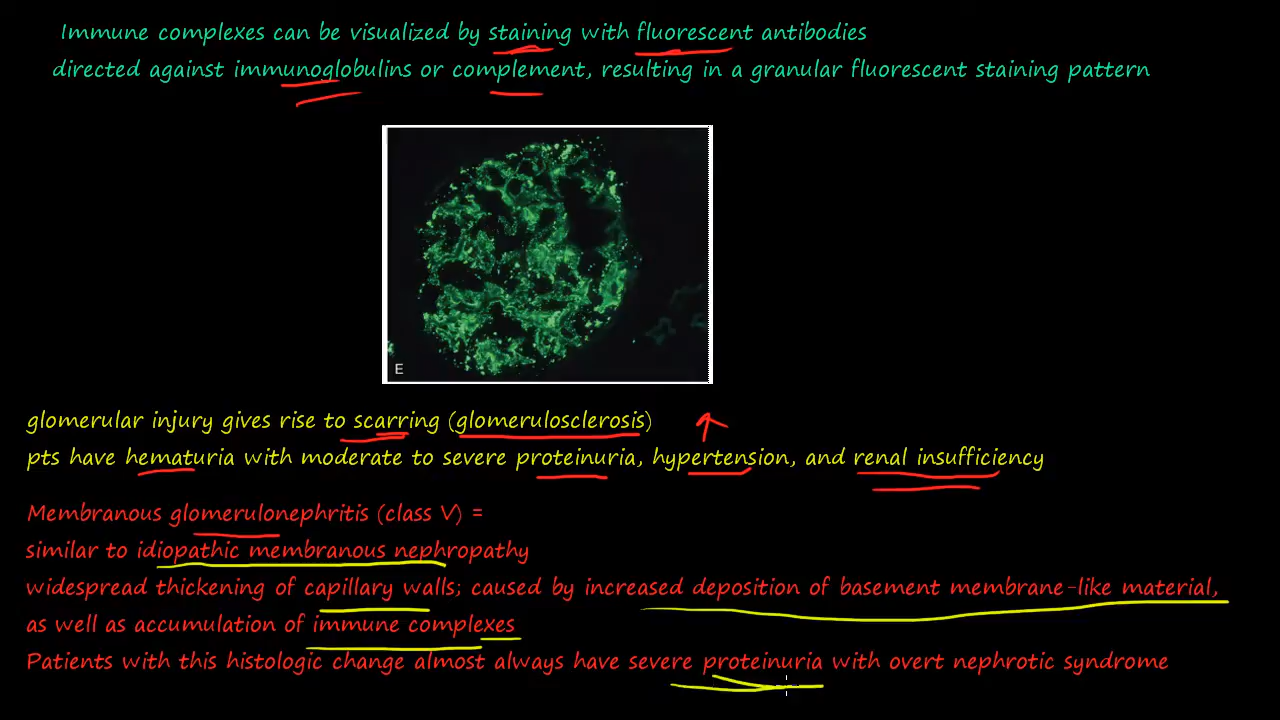 Immune complexes can be visualized by staining with fluorescent antibodies
directed against immunoglobulins or complement, resulting in a granular fluorescent staining pattern
E
glomerular injury gives rise to scarring (glomerulosclerosis)
pts have hematuria with moderate to severe proteinuria, hypertension, and renal insufficiency
Membranous glomerulonephritis (class V) =
similar to idiopathic membranous nephropathy
widespread thickening of capillary walls; caused by increased deposition of basement membrane-like material,
as well as accumulation of immune complexes
Patients with this histologic change almost always have severe proteinuria with overt nephrotic syndrome